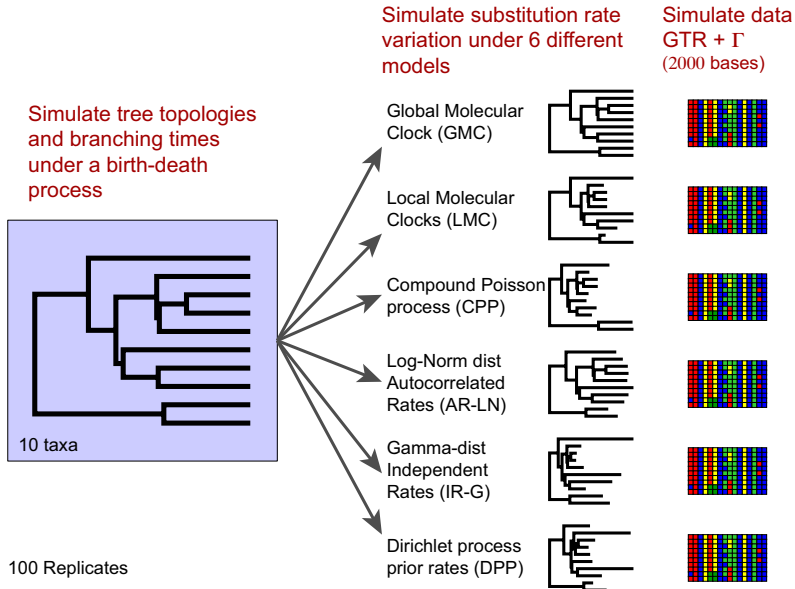 Simulate substitution rate
variation under 6 different
models
Simulate data
GTR + Γ
(2000 bases)
Simulate tree topologies
and branching times
under a birth-death
process
Global Molecular
Clock (GMC)
Local Molecular
Clocks (LMC)
Compound Poisson
process (CPP)
Log-Norm dist
Autocorrelated
Rates (AR-LN)
Gamma-dist
Independent
Rates (IR-G)
Dirichlet process
prior rates (DPP)
10 taxa
100 Replicates